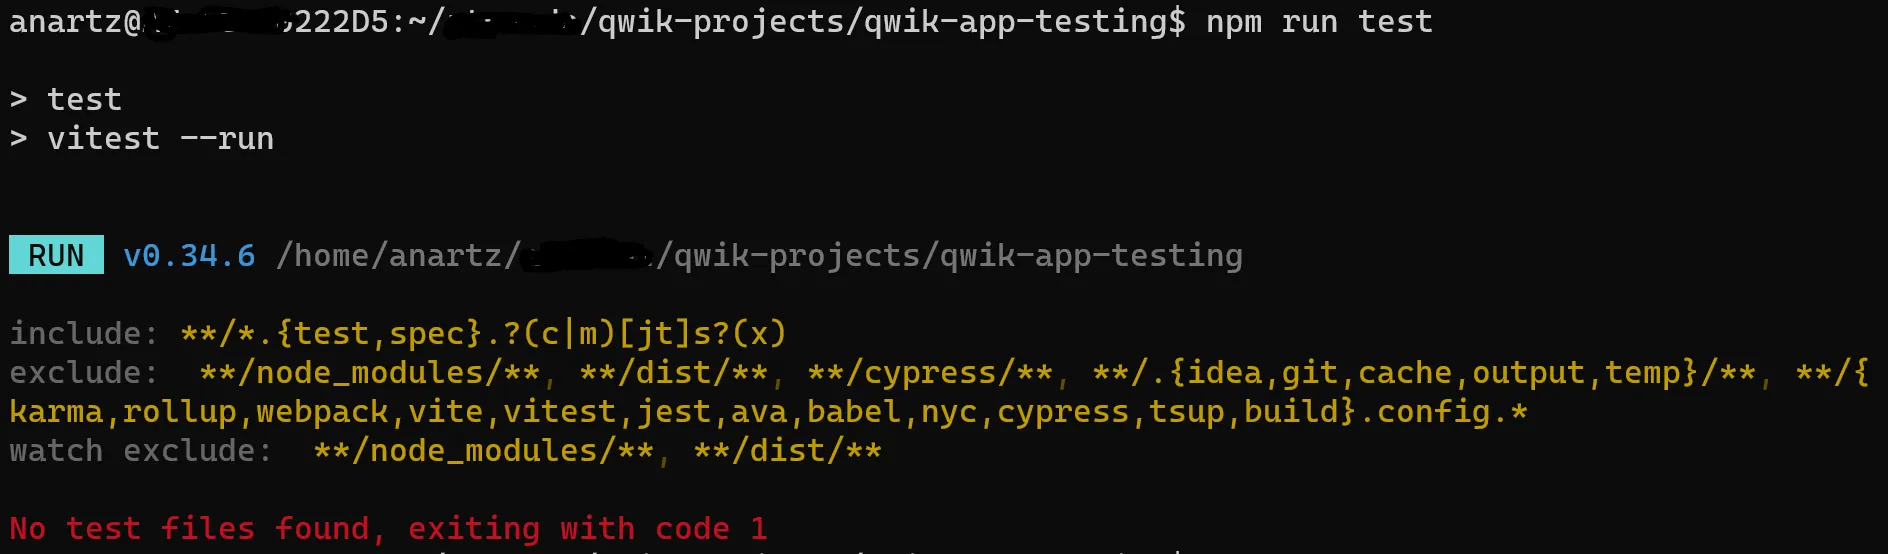 anartz@ 222D5:~/ /qwik-projects/qwik-app-testing$ npm run test
> test
> vitest --run
RUN v0.34.6 /home/anartz/ /qwik-projects/qwik-app-testing
include: **/*.{test,spec}.?(c|m)[jt]s?(x)
exclude:  **/node_modules/**, **/dist/**, **/cypress/**, **/.{idea,git,cache,output,temp}/**, **/{
karma,rollup,webpack,vite,vitest,jest,ava,babel,nyc,cypress,tsup,build}.config.*
watch exclude:  **/node_modules/**, **/dist/**
No test files found, exiting with code 1